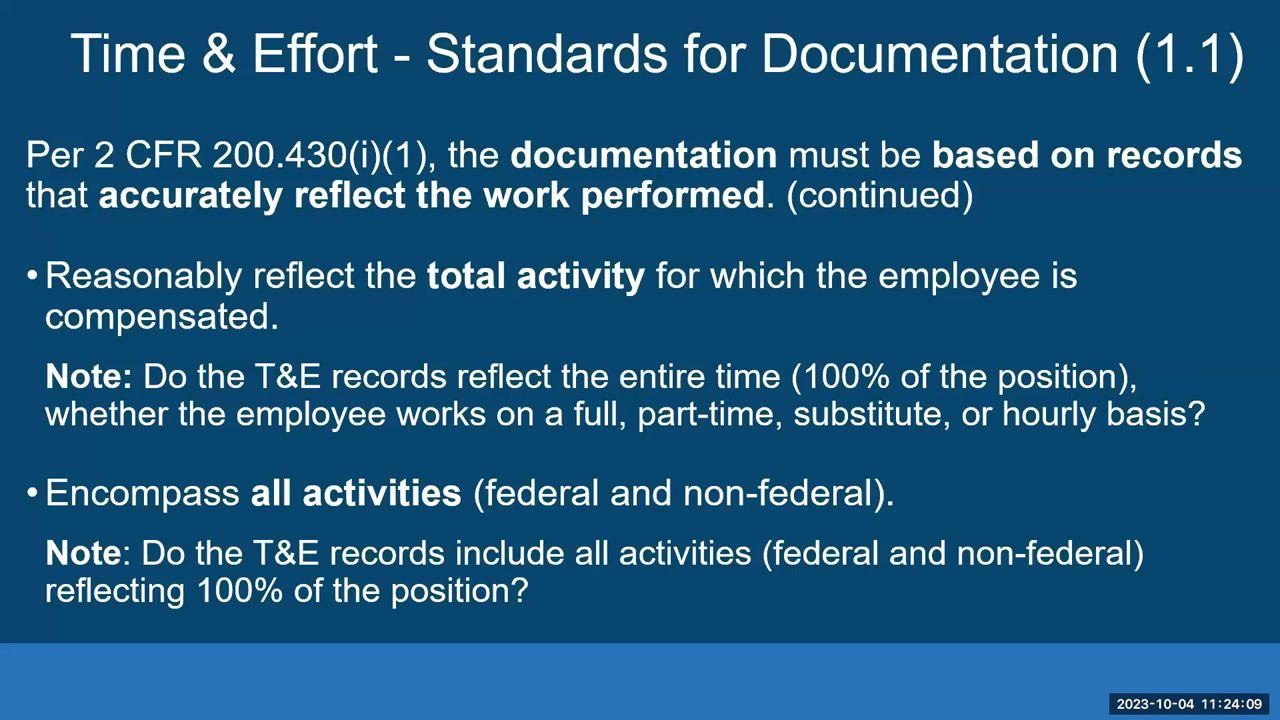 Time & Effort - Standards for Documentation (1.1)
Per 2 CFR 200.430(i)(1), the documentation must be based on records
that accurately reflect the work performed. (continued)
•Reasonably reflect the total activity for which the employee is
compensated.
Note: Do the T&E records reflect the entire time (100% of the position),
whether the employee works on a full, part-time, substitute, or hourly basis?
•Encompass all activities (federal and non-federal).
Note: Do the T&E records include all activities (federal and non-federal)
reflecting 100% of the position?
2023-10-04 11:24:09